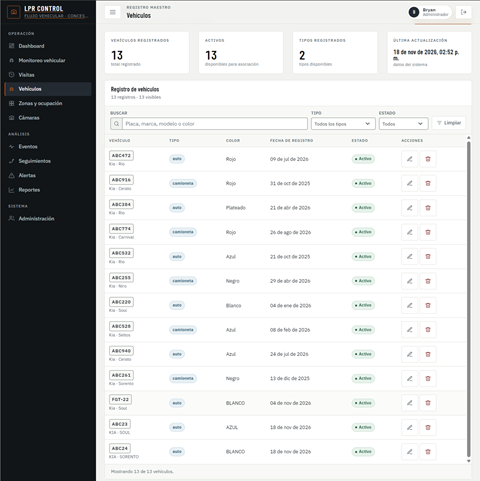 LPR CONTROL
FLUJO VEHICULAR · CONCES...
OPERACIÓN
Dashboard
Monitoreo vehicular
Visitas
Vehículos
Zonas y ocupación
Cámaras
ANÁLISIS
Eventos
Seguimientos
Alertas
Reportes
SISTEMA
Administración
REGISTRO MAESTRO
Vehículos
B
Bryan
Administrador
VEHÍCULOS REGISTRADOS
13
total registrado
ACTIVOS
13
disponibles para asociación
TIPOS REGISTRADOS
2
tipos disponibles
ÚLTIMA ACTUALIZACIÓN
18 de nov de 2026, 02:52 p. m.
datos del sistema
Registro de vehículos
13 registros · 13 visibles
BUSCAR
Placa, marca, modelo o color
TIPO
Todos los tipos
ESTADO
Todos
Limpiar
VEHÍCULO TIPO COLOR FECHA DE REGISTRO ESTADO ACCIONES
ABC472 auto Rojo 09 de jul de 2026 Activo
Kia · Rio
ABC916 camioneta Rojo 31 de oct de 2025 Activo
Kia · Cerato
ABC384 auto Plateado 21 de abr de 2026 Activo
Kia · Rio
ABC774 camioneta Rojo 26 de ago de 2026 Activo
Kia · Carnival
ABC532 auto Azul 21 de oct de 2025 Activo
Kia · Rio
ABC255 camioneta Negro 29 de abr de 2026 Activo
Kia · Niro
ABC220 auto Blanco 04 de ene de 2026 Activo
Kia · Soul
ABC528 camioneta Azul 08 de feb de 2026 Activo
Kia · Seltos
ABC940 auto Azul 24 de jul de 2026 Activo
Kia · Cerato
ABC261 camioneta Negro 13 de dic de 2025 Activo
Kia · Sorento
FGT-22 auto BLANCO 04 de nov de 2026 Activo
Kia · Soul
ABC23 auto AZUL 18 de nov de 2026 Activo
KIA · SOUL
ABC24 auto BLANCO 18 de nov de 2026 Activo
KIA · SORENTO
Mostrando 13 de 13 vehículos.